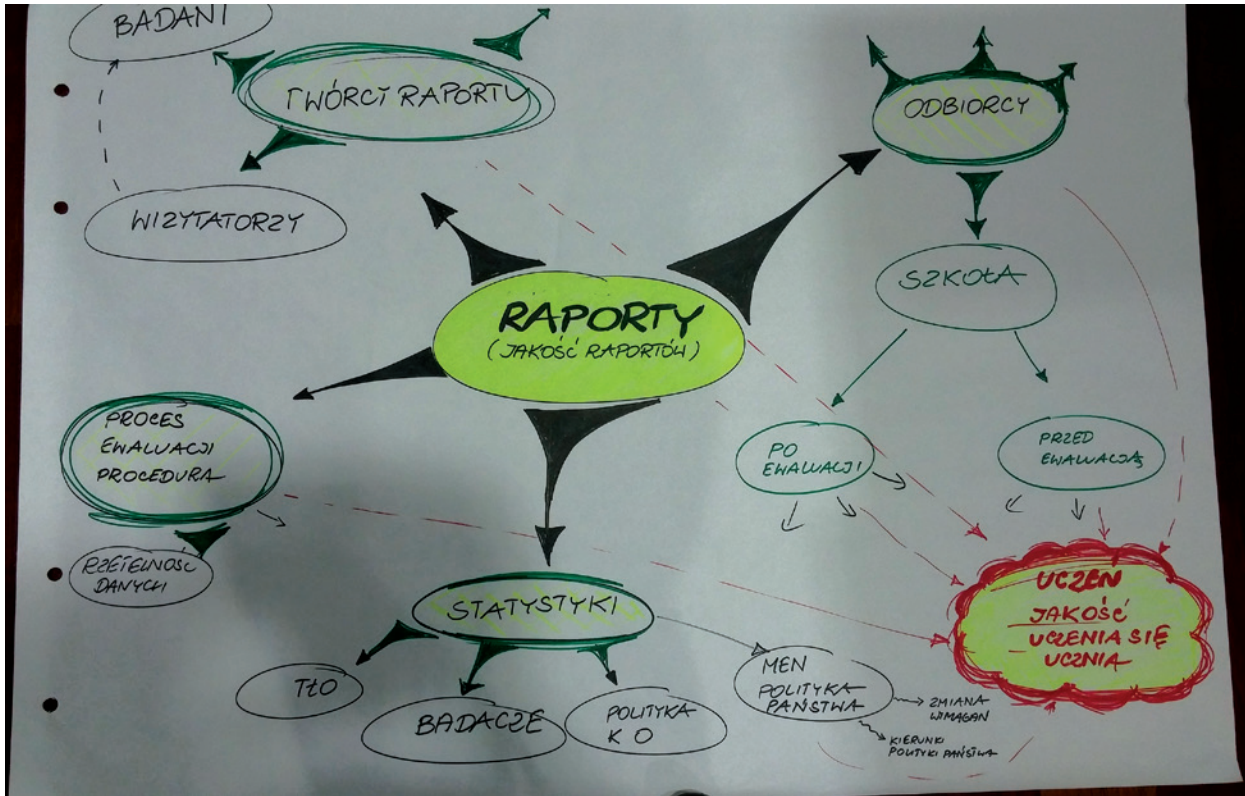 BADANI
TWÓRCY RAPORTU
WIZYTATORZY
ODBIORCY
SZKOŁA
RAPORTY
(JAKOŚĆ RAPORTÓW)
PO
EWALUACJI
PRZED
EWALUACJĄ
PROCES
EWALUACJI
PROCEDURA
RZETELNOŚĆ
DANYCH
STATYSTYKI
TŁO
BADACZE
POLITYKA
K O
MEN
POLITYKA
PAŃSTWA
ZMIANA
WIMAGAŃ
KIERUNKI
POLITYKI PAŃSTWA
UCZEŃ
JAKOŚĆ
UCZENIA SIĘ
UCZNIA